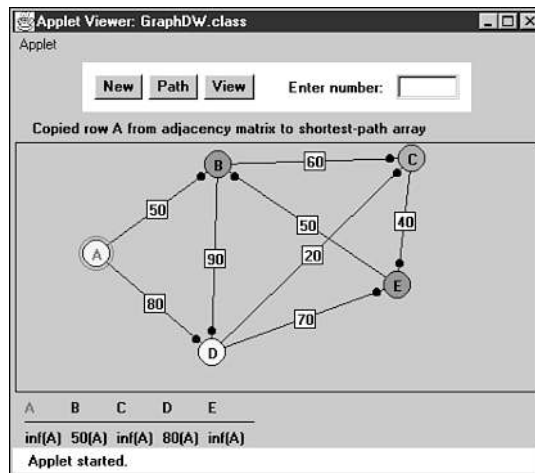 Applet Viewer: GraphDW.class
Applet
New Path View Enter number:
Copied row A from adjacency matrix to shortest-path array
B 60 C
50
50 40
A 90 20
E
80 70
D
A B C D E
inf(A) 50(A) inf(A) 80(A) inf(A)
Applet started.